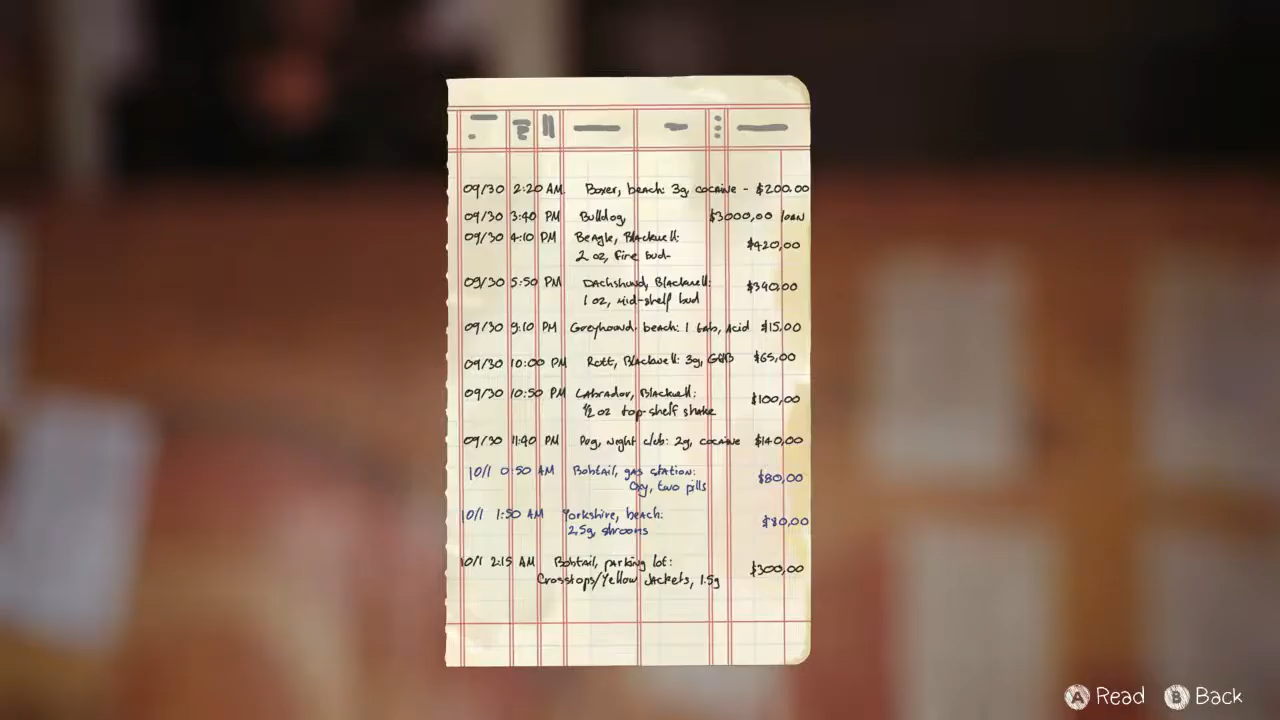 09/30 2:20 AM. Boxer, beach: 3g, cocaine - $200.00
09/30 3:40 PM Bulldog, $3000,00 loan
09/30 4:10 PM Beagle, Blackwell: $420,00
2 oz, fire bud-
09/30 5:50 PM Dachshund, Blackwell: $340,00
1 oz, mid-shelf bud
09/30 9:10 PM Greyhound, beach: 1 tab, acid $15,00
09/30 10:00 PM Rott, Blackwell: 3g, GHB $65,00
09/30 10:50 PM Labrador, Blackwell: $100,00
1/2 oz top-shelf shake
09/30 11:40 PM Pug, night club: 2g, cocaine $140,00
10/1 0:50 AM Bobtail, gas station: $80,00
Oxy, two pills
10/1 1:50 AM Yorkshire, beach: $80,00
2,5g, shrooms
10/1 2:15 AM Bobtail, parking lot: $300,00
Crosstops/Yellow Jackets, 1.5g
A Read B Back